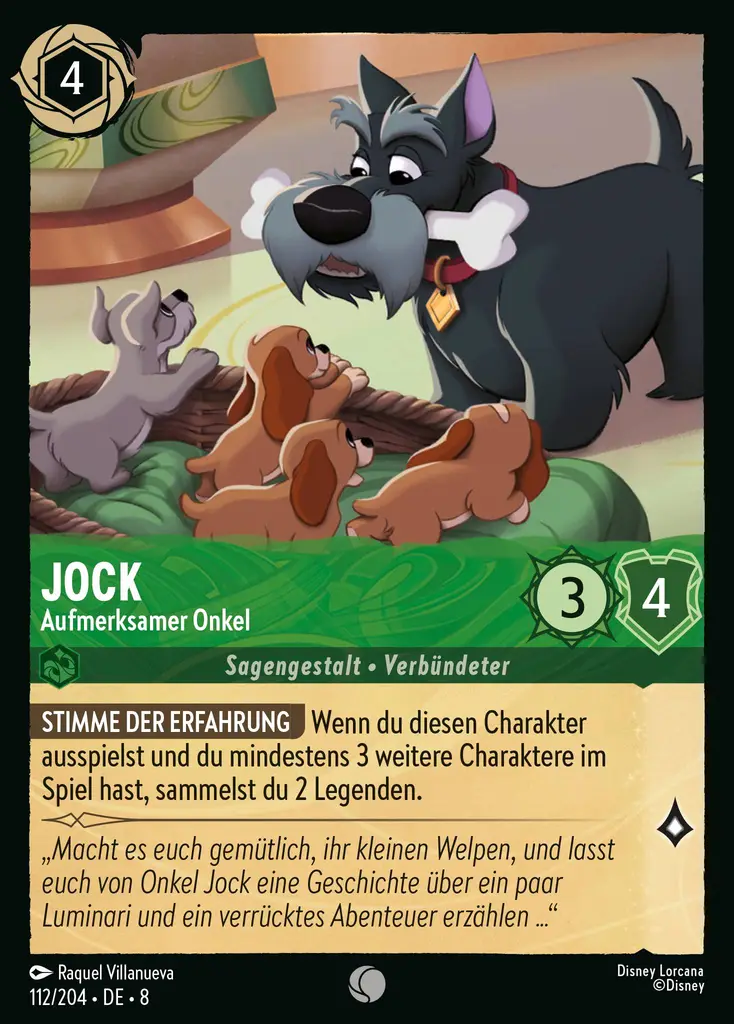 4
JOCK
Aufmerksamer Onkel
3
4
Sagengestalt • Verbündeter
STIMME DER ERFAHRUNG Wenn du diesen Charakter
ausspielst und du mindestens 3 weitere Charaktere im
Spiel hast, sammelst du 2 Legenden.
„Macht es euch gemütlich, ihr kleinen Welpen, und lasst
euch von Onkel Jock eine Geschichte über ein paar
Luminari und ein verrücktes Abenteuer erzählen ...“
Raquel Villanueva
112/204 • DE • 8
Disney Lorcana
©Disney